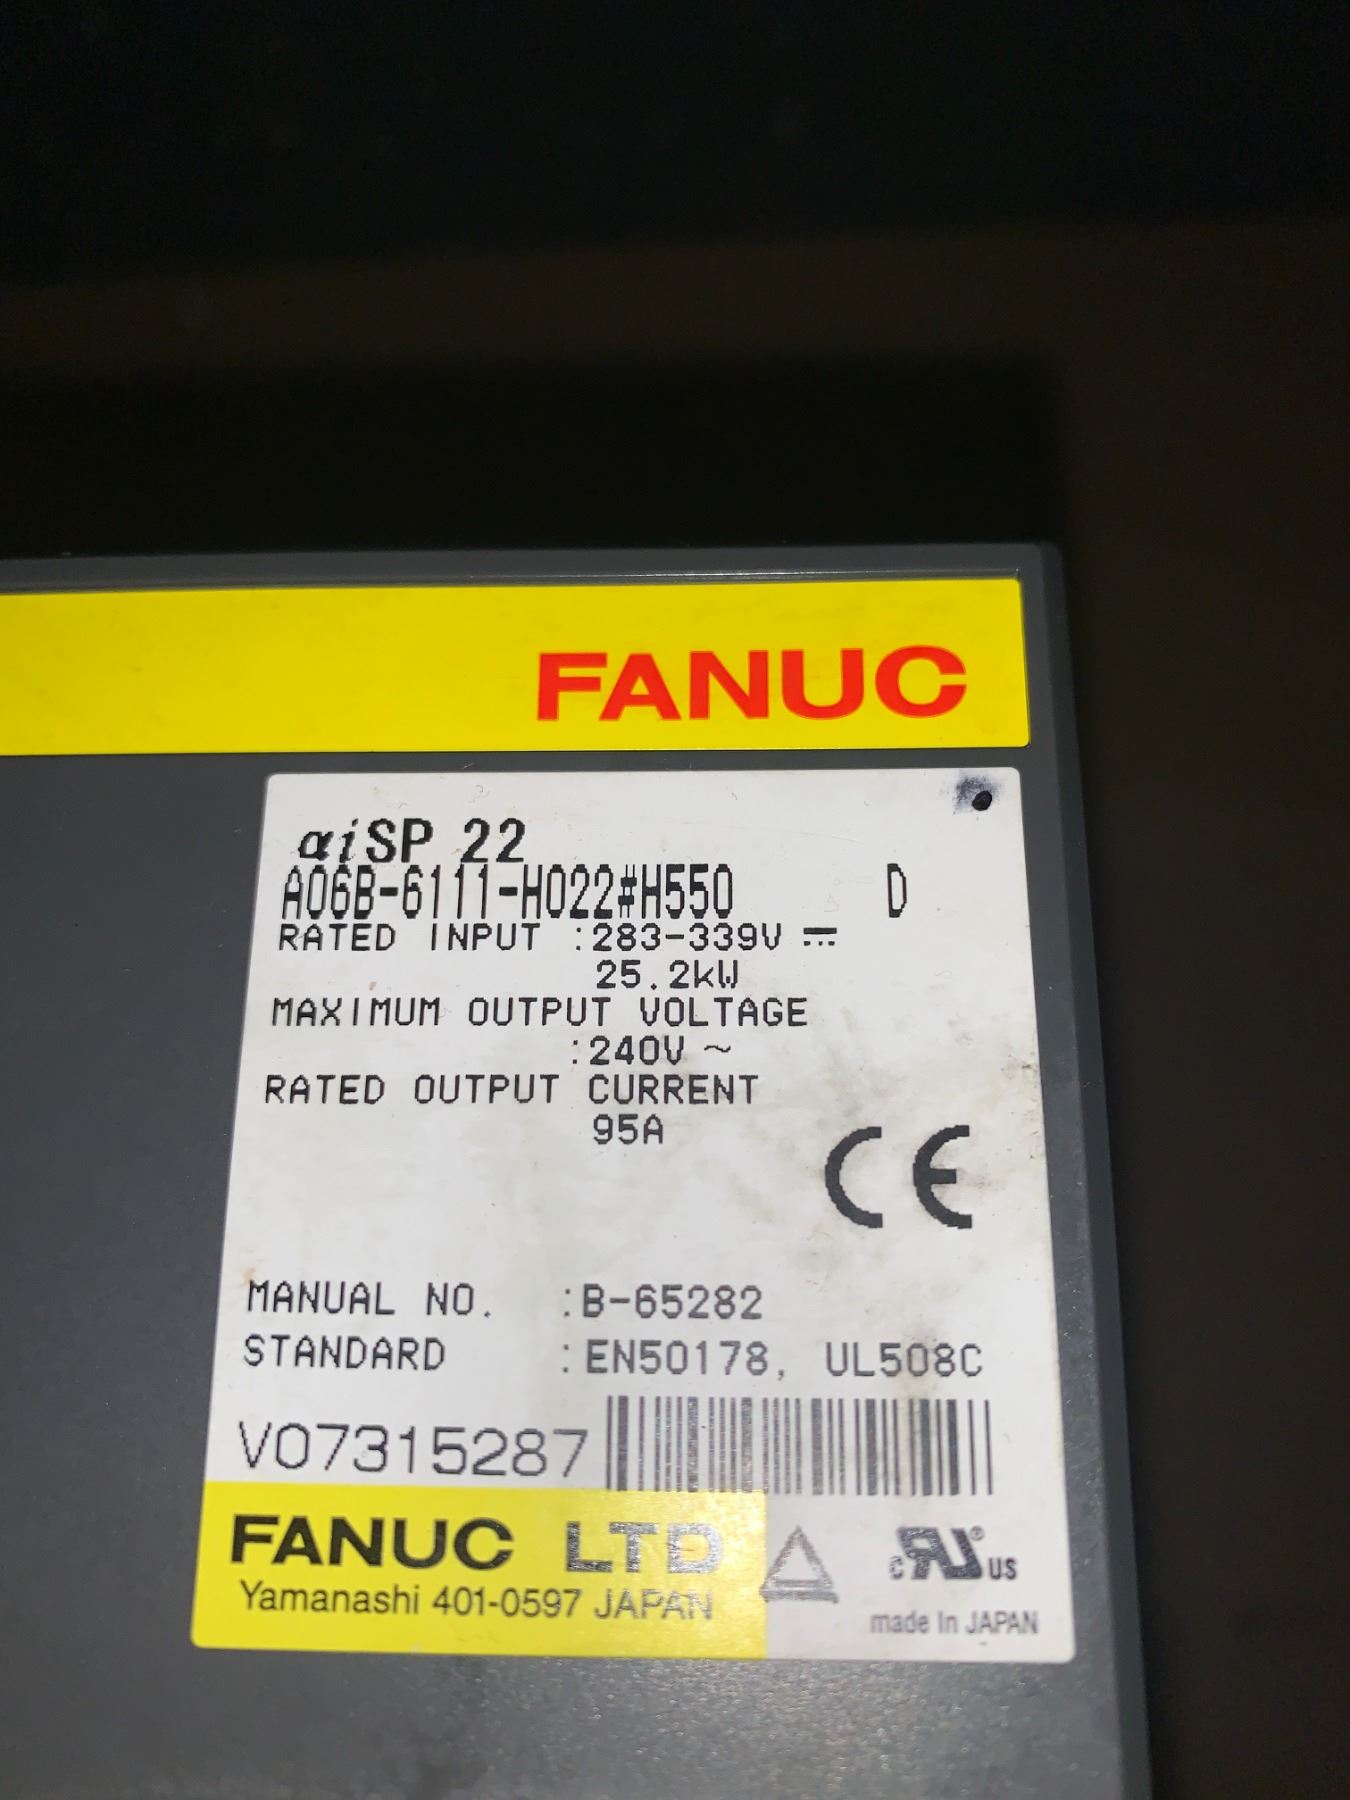 FANUC
αiSP 22
A06B-6111-H022#H550 D
RATED INPUT :283-339V ⎓
25.2kW
MAXIMUM OUTPUT VOLTAGE
:240V ~
RATED OUTPUT CURRENT
95A
CE
MANUAL NO. :B-65282
STANDARD :EN50178, UL508C
V07315287
FANUC LTD
Yamanashi 401-0597 JAPAN
c RU ® US
made In JAPAN